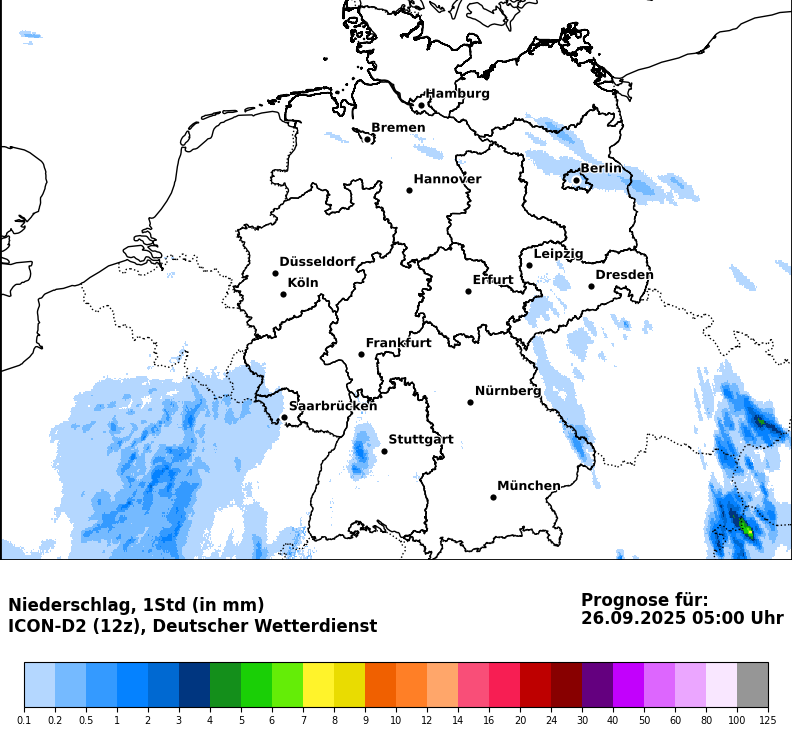 Hamburg
Bremen
Berlin
Hannover
Leipzig
Düsseldorf
Dresden
Köln
Erfurt
Frankfurt
Nürnberg
Saarbrücken
Stuttgart
München
Niederschlag, 1Std (in mm)
ICON-D2 (12z), Deutscher Wetterdienst
Prognose für:
26.09.2025 05:00 Uhr
0.1 0.2 0.5 1 2 3 4 5 6 7 8 9 10 12 14 16 20 24 30 40 50 60 80 100 125